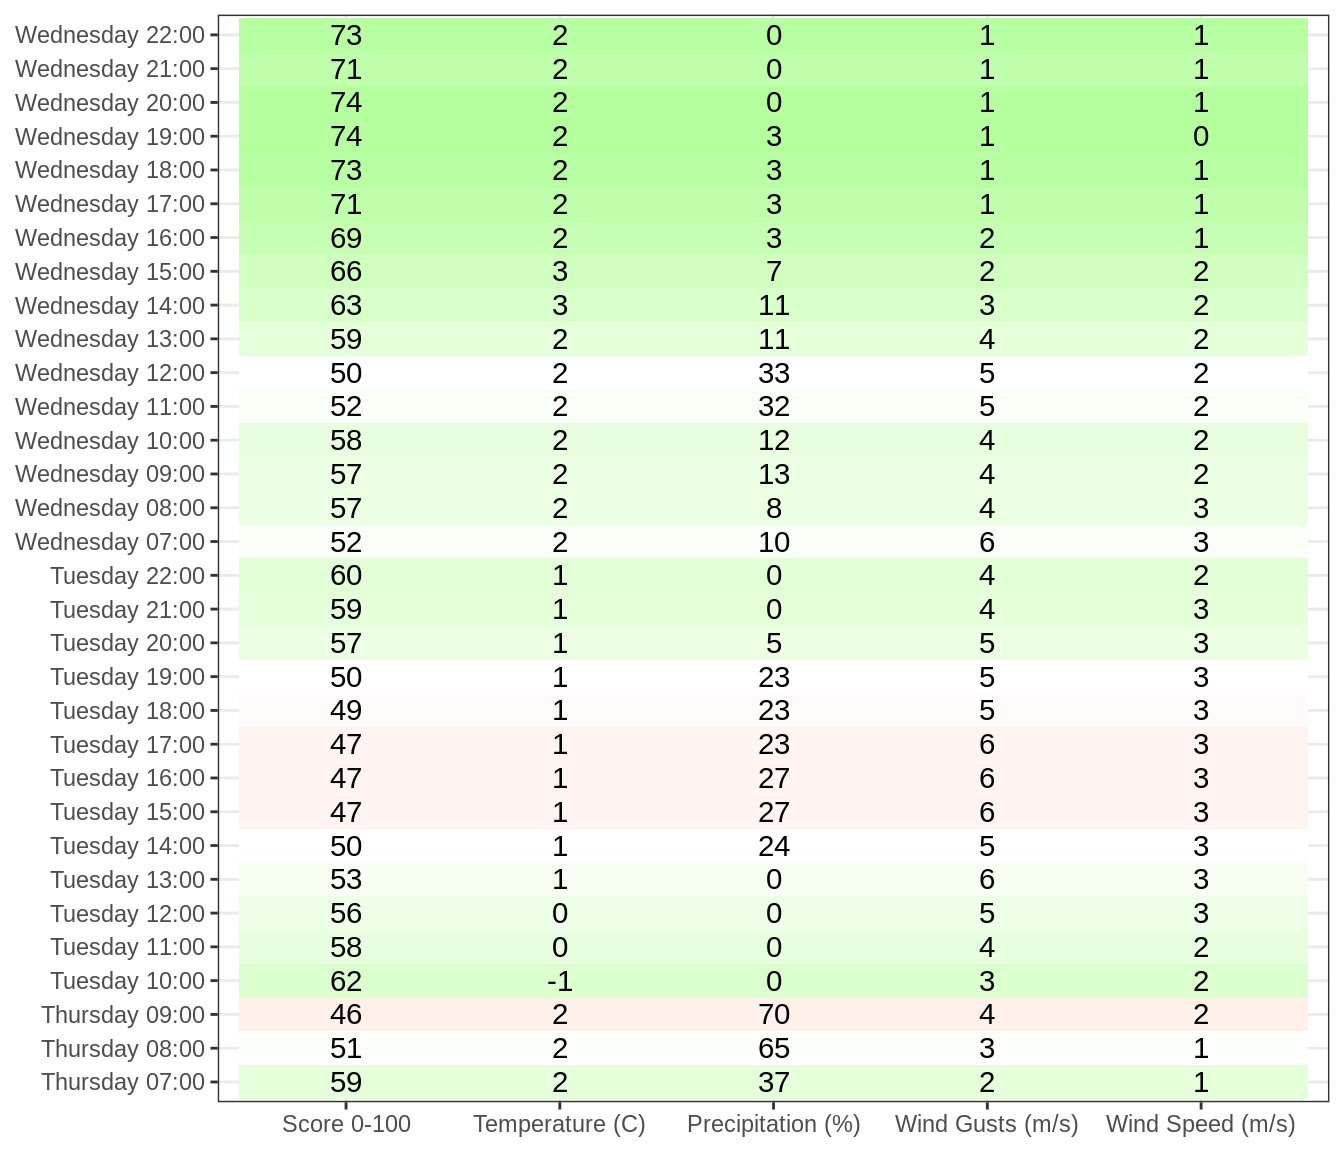 Wednesday 22:00 73 2 0 1 1
Wednesday 21:00 71 2 0 1 1
Wednesday 20:00 74 2 0 1 1
Wednesday 19:00 74 2 3 1 0
Wednesday 18:00 73 2 3 1 1
Wednesday 17:00 71 2 3 1 1
Wednesday 16:00 69 2 3 2 1
Wednesday 15:00 66 3 7 2 2
Wednesday 14:00 63 3 11 3 2
Wednesday 13:00 59 2 11 4 2
Wednesday 12:00 50 2 33 5 2
Wednesday 11:00 52 2 32 5 2
Wednesday 10:00 58 2 12 4 2
Wednesday 09:00 57 2 13 4 2
Wednesday 08:00 57 2 8 4 3
Wednesday 07:00 52 2 10 6 3
Tuesday 22:00 60 1 0 4 2
Tuesday 21:00 59 1 0 4 3
Tuesday 20:00 57 1 5 5 3
Tuesday 19:00 50 1 23 5 3
Tuesday 18:00 49 1 23 5 3
Tuesday 17:00 47 1 23 6 3
Tuesday 16:00 47 1 27 6 3
Tuesday 15:00 47 1 27 6 3
Tuesday 14:00 50 1 24 5 3
Tuesday 13:00 53 1 0 6 3
Tuesday 12:00 56 0 0 5 3
Tuesday 11:00 58 0 0 4 2
Tuesday 10:00 62 -1 0 3 2
Thursday 09:00 46 2 70 4 2
Thursday 08:00 51 2 65 3 1
Thursday 07:00 59 2 37 2 1
Score 0-100 Temperature (C) Precipitation (%) Wind Gusts (m/s) Wind Speed (m/s)